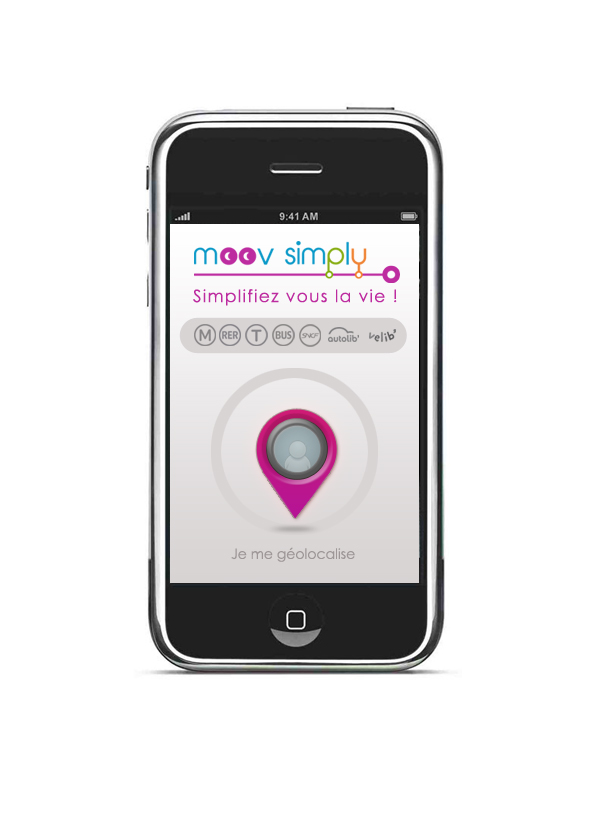 9:41 AM
moov simply
Simplifiez vous la vie !
M RER T BUS SNCF autolib' velib'
Je me géolocalise